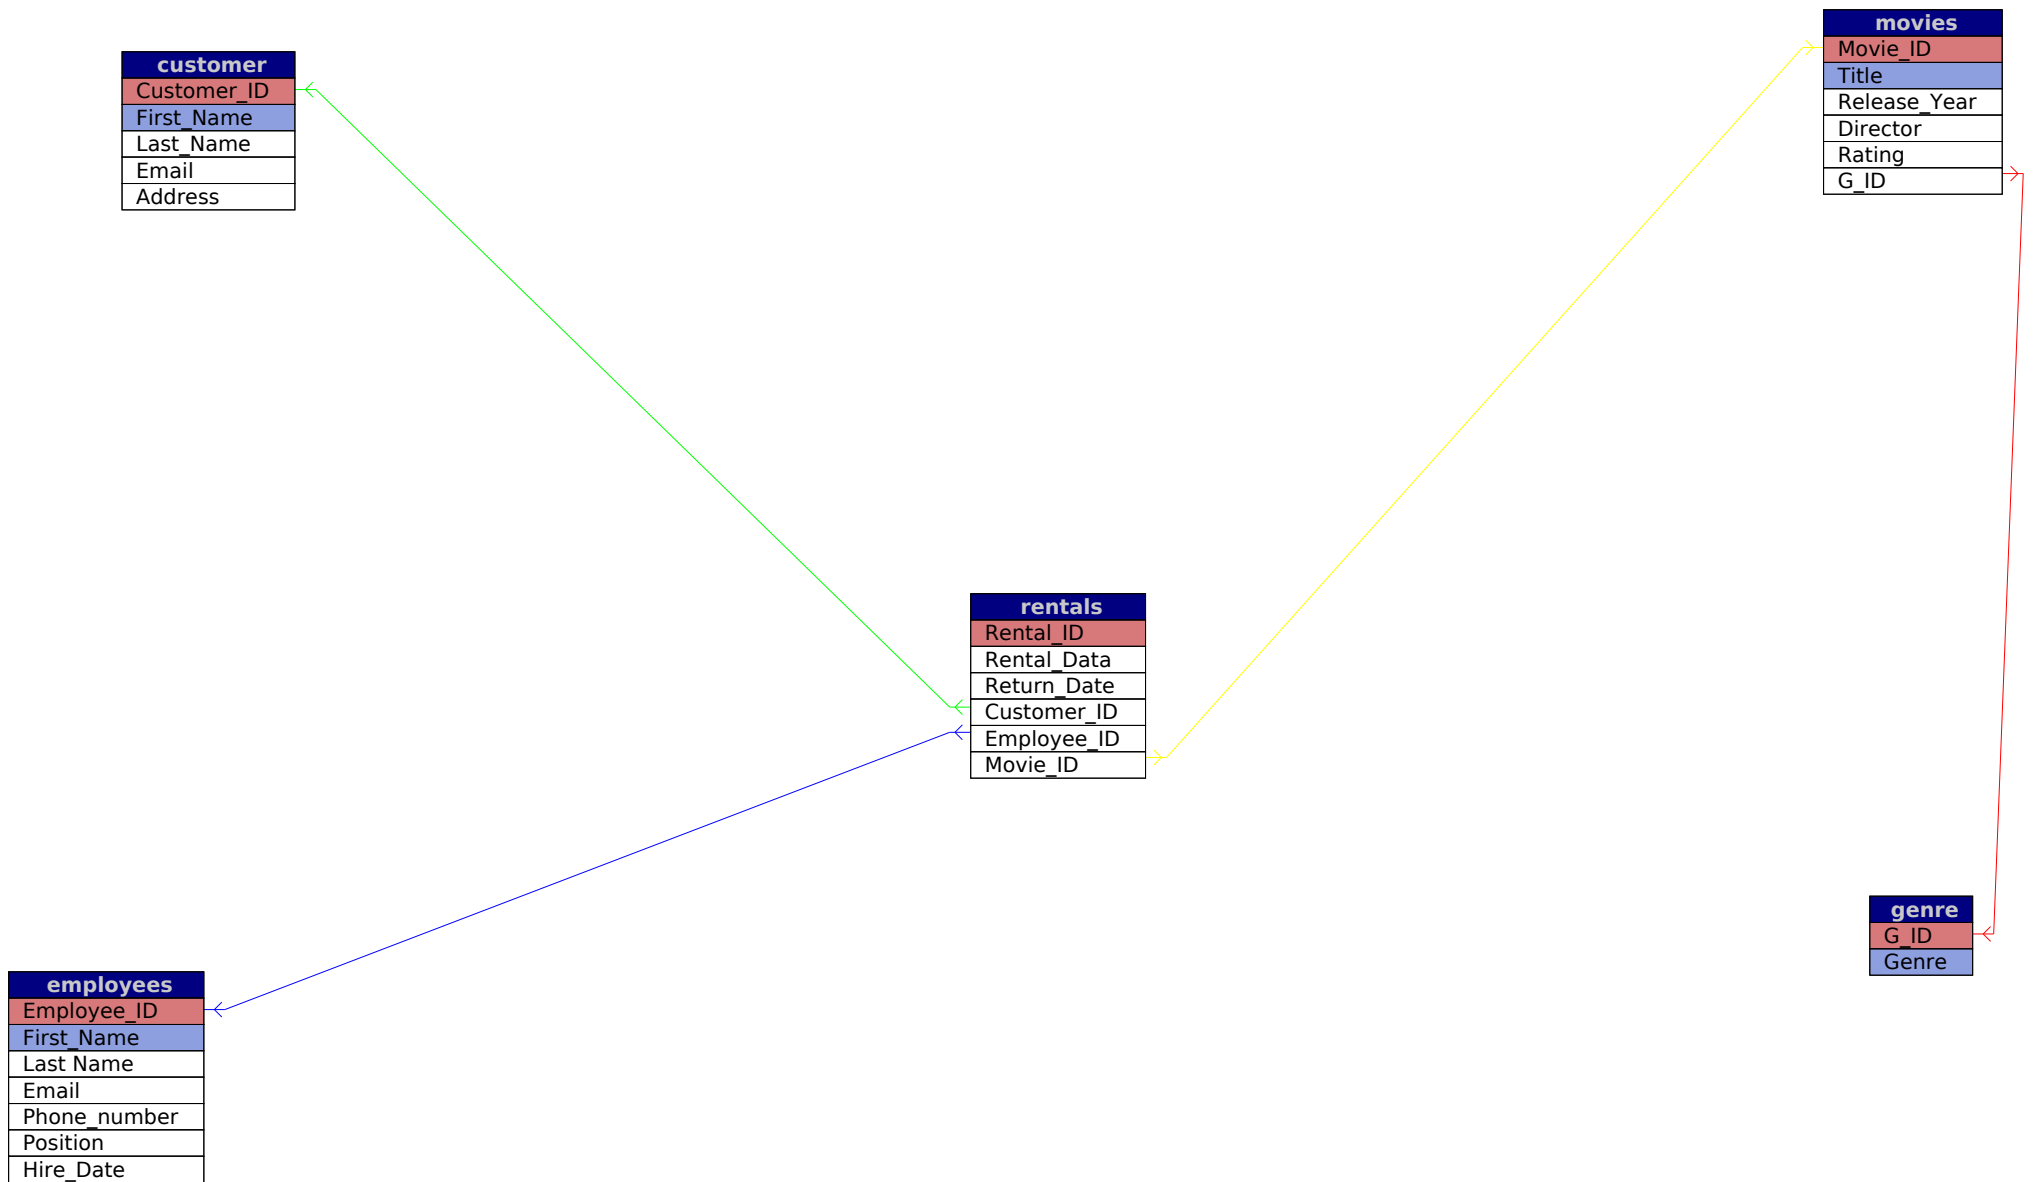 customer
Customer_ID
First_Name
Last_Name
Email
Address
movies
Movie_ID
Title
Release_Year
Director
Rating
G_ID
rentals
Rental_ID
Rental_Data
Return_Date
Customer_ID
Employee_ID
Movie_ID
genre
G_ID
Genre
employees
Employee_ID
First_Name
Last Name
Email
Phone_number
Position
Hire_Date